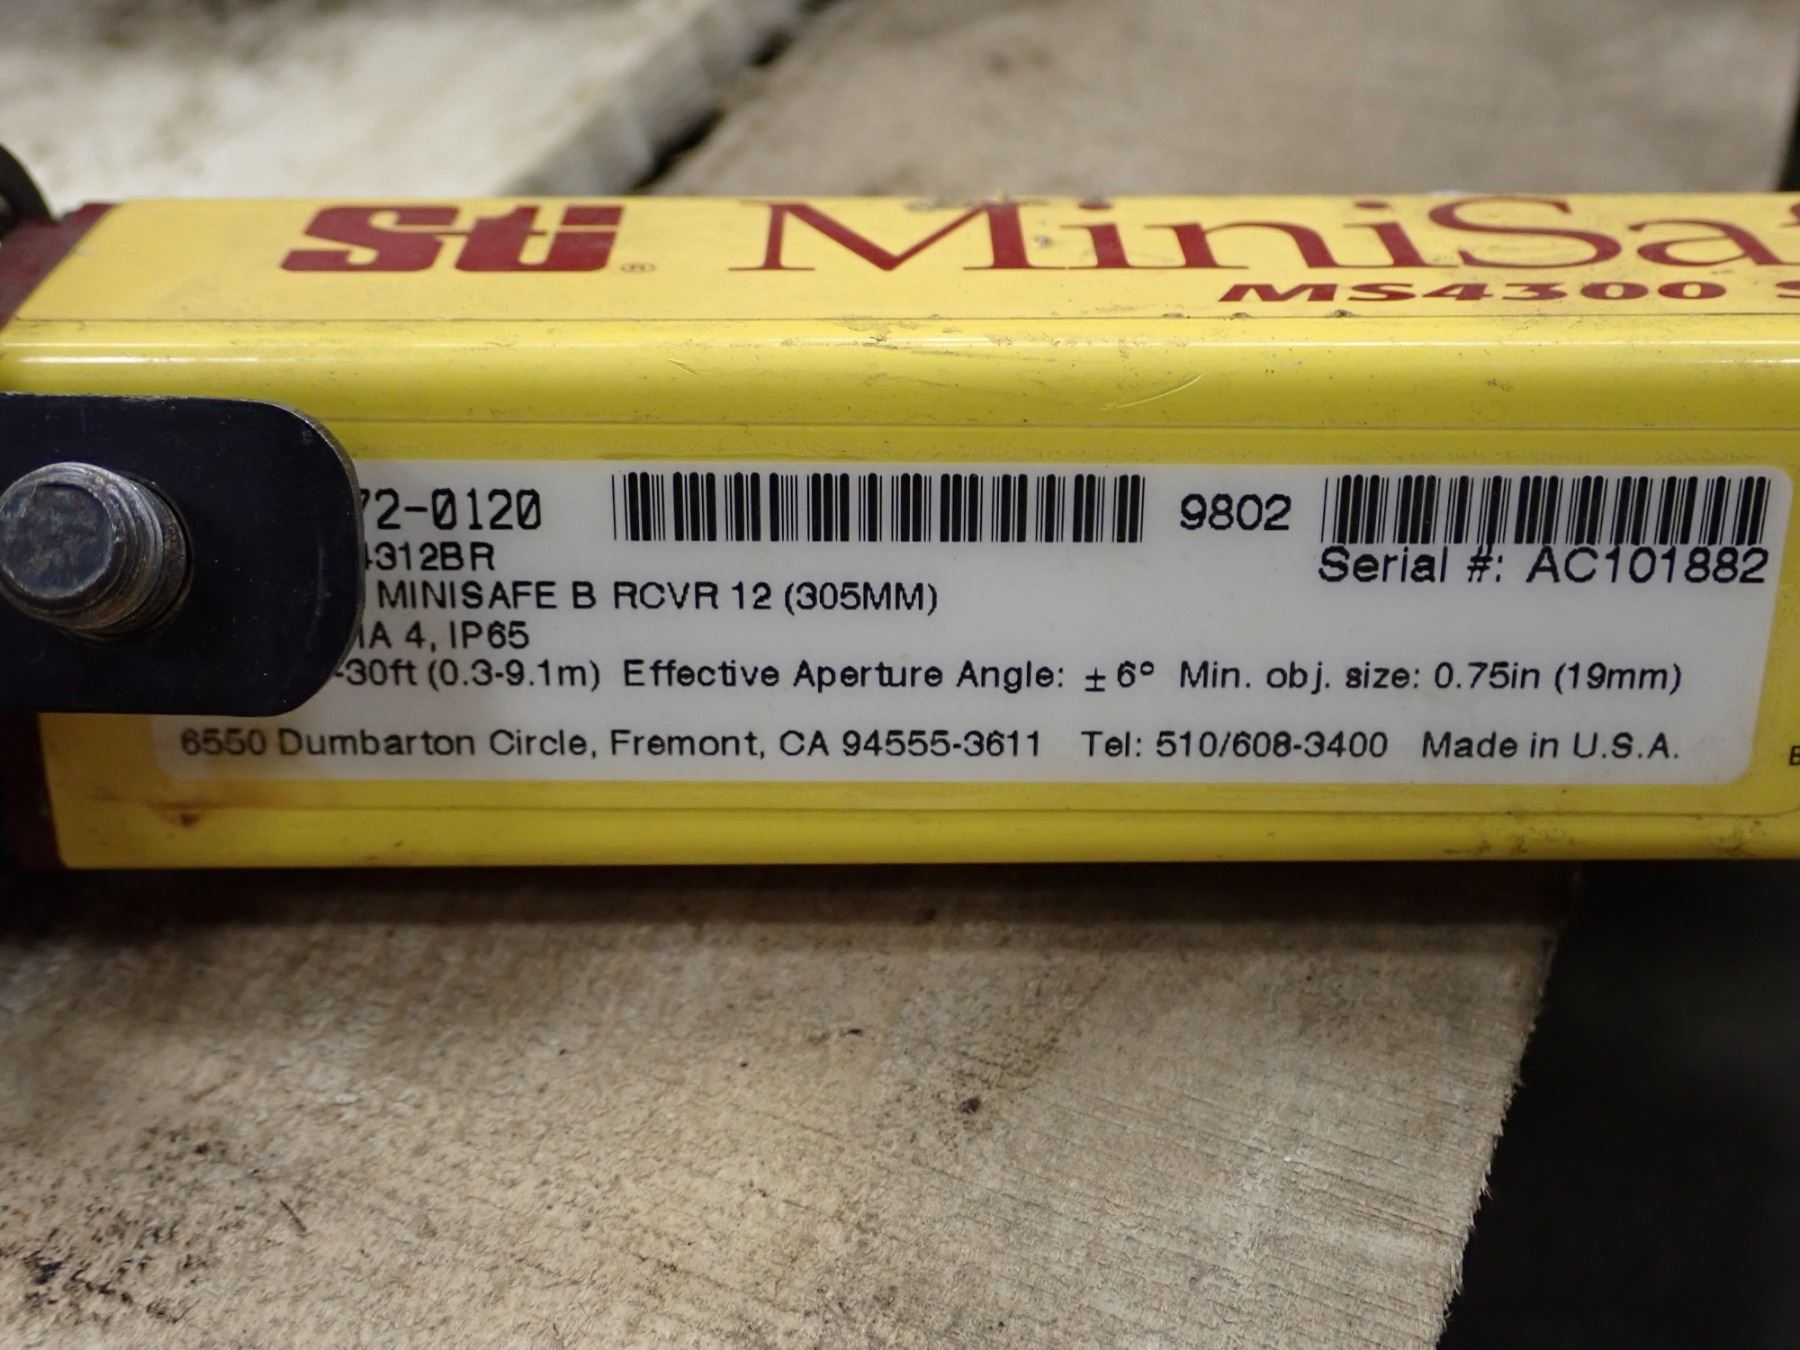 Sti® MiniSa
MS4300 S
72-0120 9802
4312BR Serial #: AC101882
MINISAFE B RCVR 12 (305MM)
4, IP65
-30ft (0.3-9.1m) Effective Aperture Angle: ± 6° Min. obj. size: 0.75in (19mm)
6550 Dumbarton Circle, Fremont, CA 94555-3611 Tel: 510/608-3400 Made in U.S.A.